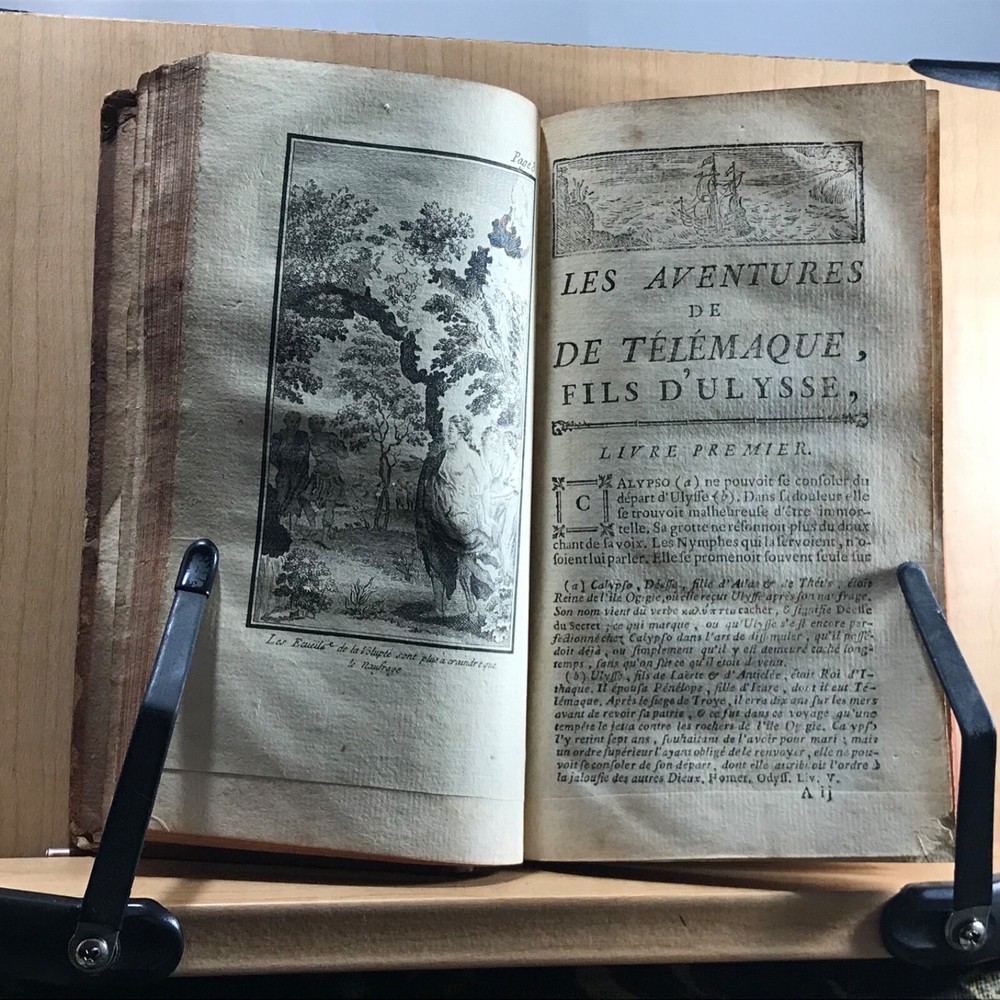 Page
Les Ecueils de la Volupté sont plus à craindre que
le Naufrage
LES AVENTURES
DE
DE TÉLÉMAQUE,
FILS D'ULYSSE,
LIVRE PREMIER.
CALYPSO (a) ne pouvoit ſe conſoler du
départ d'Ulyſſe (b). Dans ſa douleur elle
ſe trouvoit malheureuſe d'être immor-
telle. Sa grotte ne réſonnoit plus du doux
chant de ſa voix. Les Nymphes qui la ſervoient, n'o-
ſoient lui parler. Elle ſe promenoit ſouvent ſeule ſur
(a) Calypſo, Déeſſe, fille d'Atlas & de Thétis, étoit
Reine de l'île Ogygie, où elle reçut Ulyſſe après ſon naufrage.
Son nom vient du verbe καλύπτω cacher, & ſignifie Déeſſe
du Secret; ce qui marque, ou qu'Ulyſſe s'eſt encore per-
fectionné chez Calypſo dans l'art de diſſimuler, qu'il poſſé-
doit déjà, ou ſimplement qu'il y eſt demeuré caché long-
temps, ſans qu'on ſût ce qu'il étoit devenu.
(b) Ulyſſe, fils de Laërte & d'Anticlée, étoit Roi d'I-
thaque. Il épouſa Pénélope, fille d'Icare, dont il eut Té-
lémaque. Après le ſiege de Troye, il erra dix ans ſur les mers
avant de revoir ſa patrie, & ce fut dans ce voyage qu'une
tempête le jetta contre les rochers de l'île Ogygie. Calypſo
l'y retint ſept ans, ſouhaitant de l'avoir pour mari; mais
un ordre ſupérieur l'ayant obligé de le renvoyer, elle ne pou-
voit ſe conſoler de ſon départ, dont elle attribuoit l'ordre à
la jalouſie des autres Dieux. Homer. Odyſſ. Liv. V.
A ij